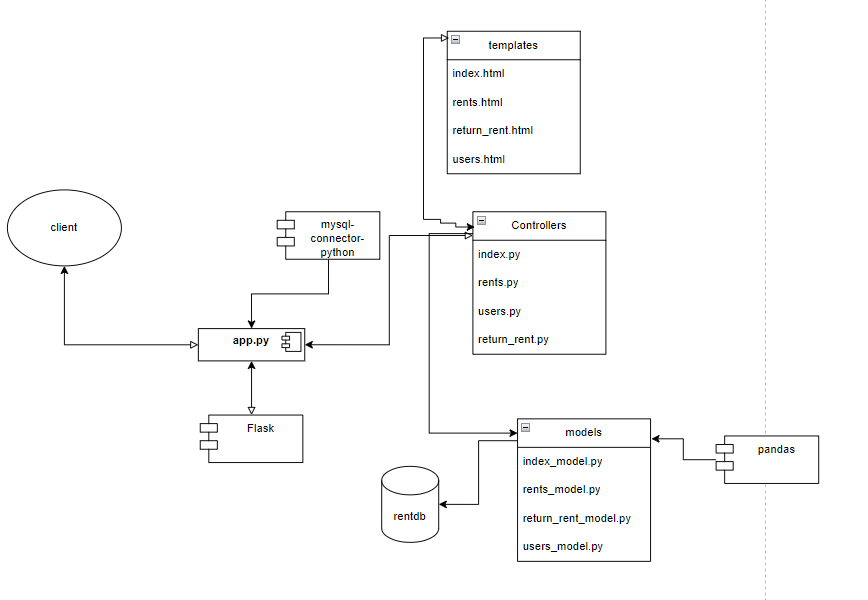 templates
index.html
rents.html
return_rent.html
users.html
client
mysql-
connector-
python
Controllers
index.py
rents.py
users.py
return_rent.py
app.py
Flask
models
index_model.py
rents_model.py
return_rent_model.py
users_model.py
pandas
rentdb